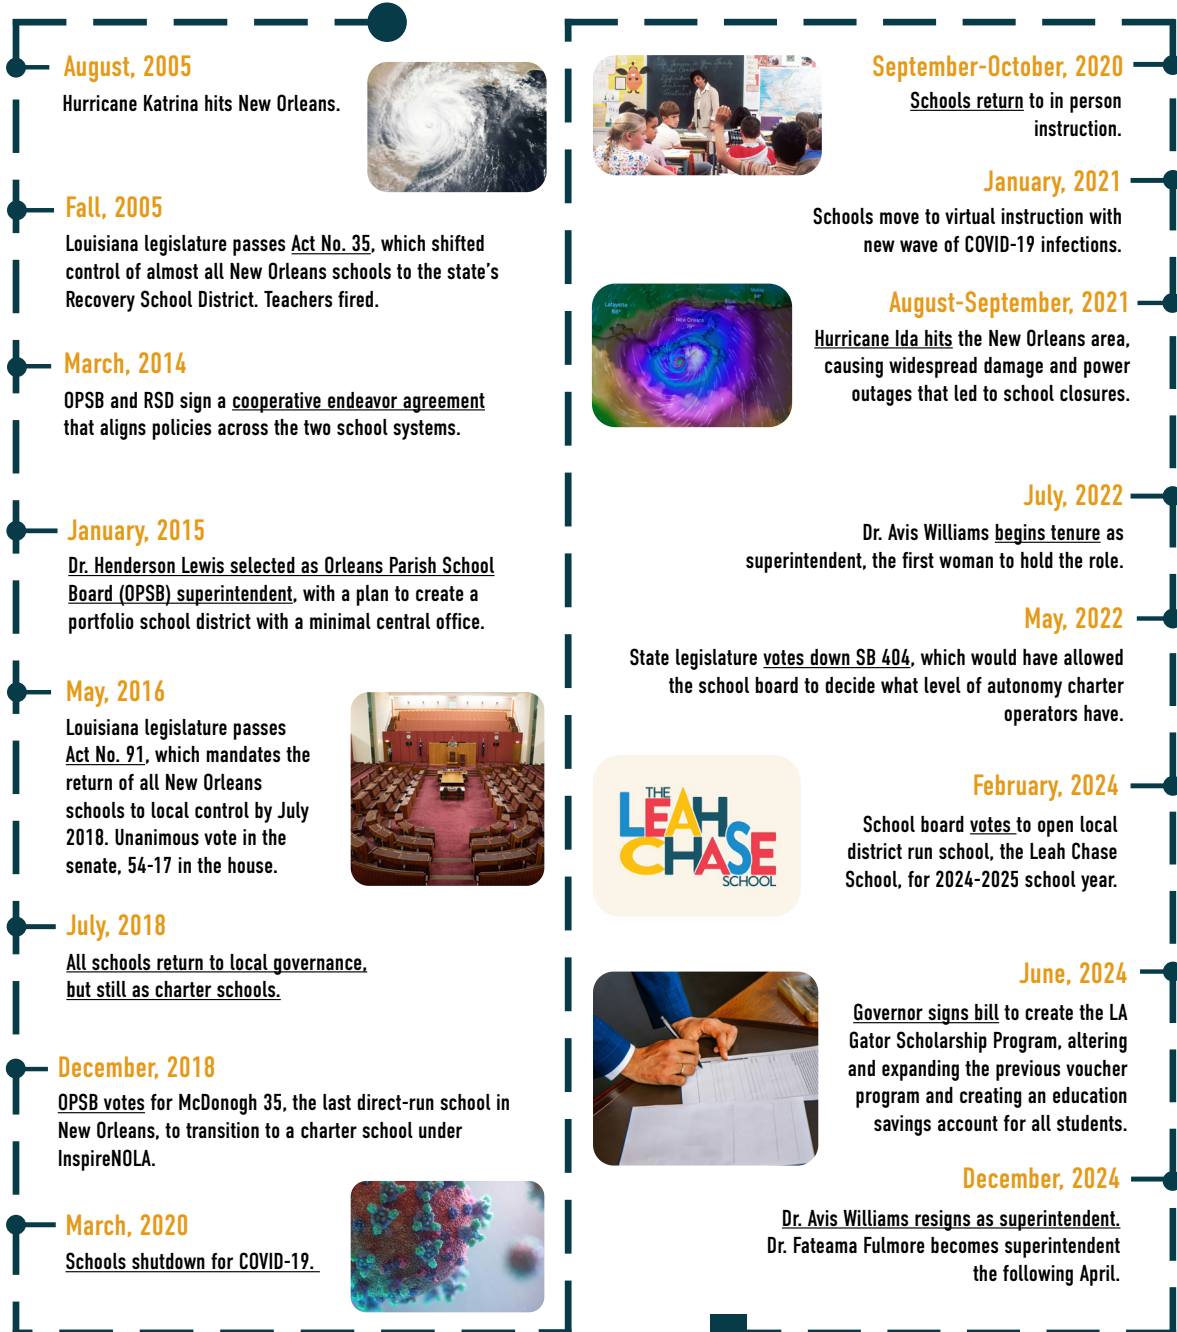 August, 2005
Hurricane Katrina hits New Orleans.
Fall, 2005
Louisiana legislature passes Act No. 35, which shifted
control of almost all New Orleans schools to the state's
Recovery School District. Teachers fired.
March, 2014
OPSB and RSD sign a cooperative endeavor agreement
that aligns policies across the two school systems.
January, 2015
Dr. Henderson Lewis selected as Orleans Parish School
Board (OPSB) superintendent, with a plan to create a
portfolio school district with a minimal central office.
May, 2016
Louisiana legislature passes
Act No. 91, which mandates the
return of all New Orleans
schools to local control by July
2018. Unanimous vote in the
senate, 54-17 in the house.
July, 2018
All schools return to local governance,
but still as charter schools.
December, 2018
OPSB votes for McDonogh 35, the last direct-run school in
New Orleans, to transition to a charter school under
InspireNOLA.
March, 2020
Schools shutdown for COVID-19.
September-October, 2020
Schools return to in person
instruction.
January, 2021
Schools move to virtual instruction with
new wave of COVID-19 infections.
August-September, 2021
Lafayette
New Orleans
Hurricane Ida hits the New Orleans area,
causing widespread damage and power
outages that led to school closures.
July, 2022
Dr. Avis Williams begins tenure as
superintendent, the first woman to hold the role.
May, 2022
State legislature votes down SB 404, which would have allowed
the school board to decide what level of autonomy charter
operators have.
February, 2024
THE
LEAH
CHASE
SCHOOL
School board votes to open local
district run school, the Leah Chase
School, for 2024-2025 school year.
June, 2024
Governor signs bill to create the LA
Gator Scholarship Program, altering
and expanding the previous voucher
program and creating an education
savings account for all students.
December, 2024
Dr. Avis Williams resigns as superintendent.
Dr. Fateama Fulmore becomes superintendent
the following April.